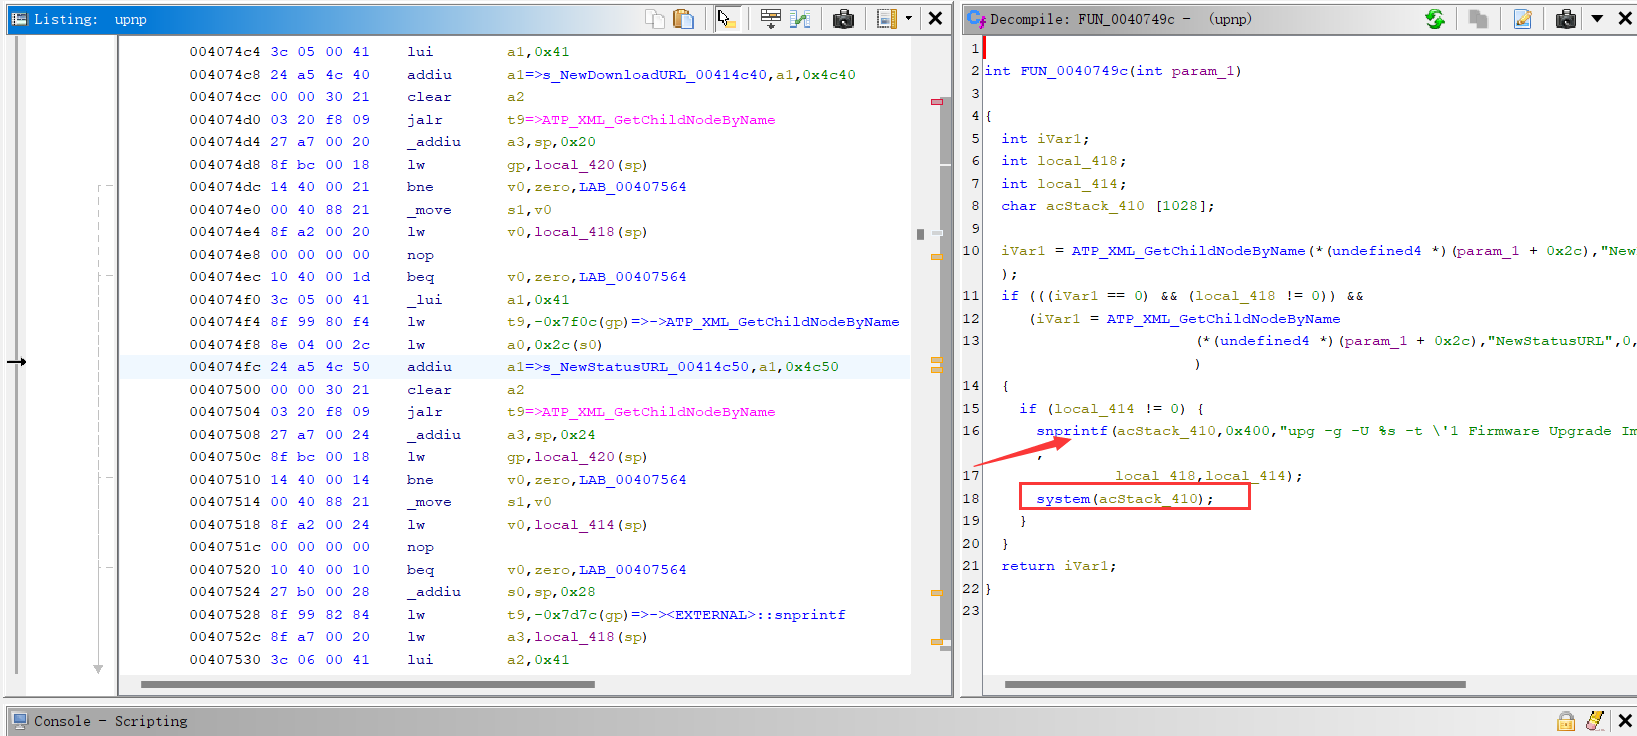 Listing: upnp
004074c4 3c 05 00 41 lui a1,0x41
004074c8 24 a5 4c 40 addiu a1=>s_NewDownloadURL_00414c40,a1,0x4c40
004074cc 00 00 30 21 clear a2
004074d0 03 20 f8 09 jalr t9=>ATP_XML_GetChildNodeByName
004074d4 27 a7 00 20 _addiu a3,sp,0x20
004074d8 8f bc 00 18 lw gp,local_420(sp)
004074dc 14 40 00 21 bne v0,zero,LAB_00407564
004074e0 00 40 88 21 _move s1,v0
004074e4 8f a2 00 20 lw v0,local_418(sp)
004074e8 00 00 00 00 nop
004074ec 10 40 00 1d beq v0,zero,LAB_00407564
004074f0 3c 05 00 41 _lui a1,0x41
004074f4 8f 99 80 f4 lw t9,-0x7f0c(gp)=>->ATP_XML_GetChildNodeByName
004074f8 8e 04 00 2c lw a0,0x2c(s0)
004074fc 24 a5 4c 50 addiu a1=>s_NewStatusURL_00414c50,a1,0x4c50
00407500 00 00 30 21 clear a2
00407504 03 20 f8 09 jalr t9=>ATP_XML_GetChildNodeByName
00407508 27 a7 00 24 _addiu a3,sp,0x24
0040750c 8f bc 00 18 lw gp,local_420(sp)
00407510 14 40 00 14 bne v0,zero,LAB_00407564
00407514 00 40 88 21 _move s1,v0
00407518 8f a2 00 24 lw v0,local_414(sp)
0040751c 00 00 00 00 nop
00407520 10 40 00 10 beq v0,zero,LAB_00407564
00407524 27 b0 00 28 _addiu s0,sp,0x28
00407528 8f 99 82 84 lw t9,-0x7d7c(gp)=>-><EXTERNAL>::snprintf
0040752c 8f a7 00 20 lw a3,local_418(sp)
00407530 3c 06 00 41 lui a2,0x41
Decompile: FUN_0040749c - (upnp)
1
2 int FUN_0040749c(int param_1)
3
4 {
5 int iVar1;
6 int local_418;
7 int local_414;
8 char acStack_410 [1028];
9
10 iVar1 = ATP_XML_GetChildNodeByName(*(undefined4 *)(param_1 + 0x2c),"New
);
11 if (((iVar1 == 0) && (local_418 != 0)) &&
12 (iVar1 = ATP_XML_GetChildNodeByName
13 (*(undefined4 *)(param_1 + 0x2c),"NewStatusURL",0,
)
14 {
15 if (local_414 != 0) {
16 snprintf(acStack_410,0x400,"upg -g -U %s -t \'1 Firmware Upgrade Im
,
17 local_418,local_414);
18 system(acStack_410);
19 }
20 }
21 return iVar1;
22 }
23
Console - Scripting